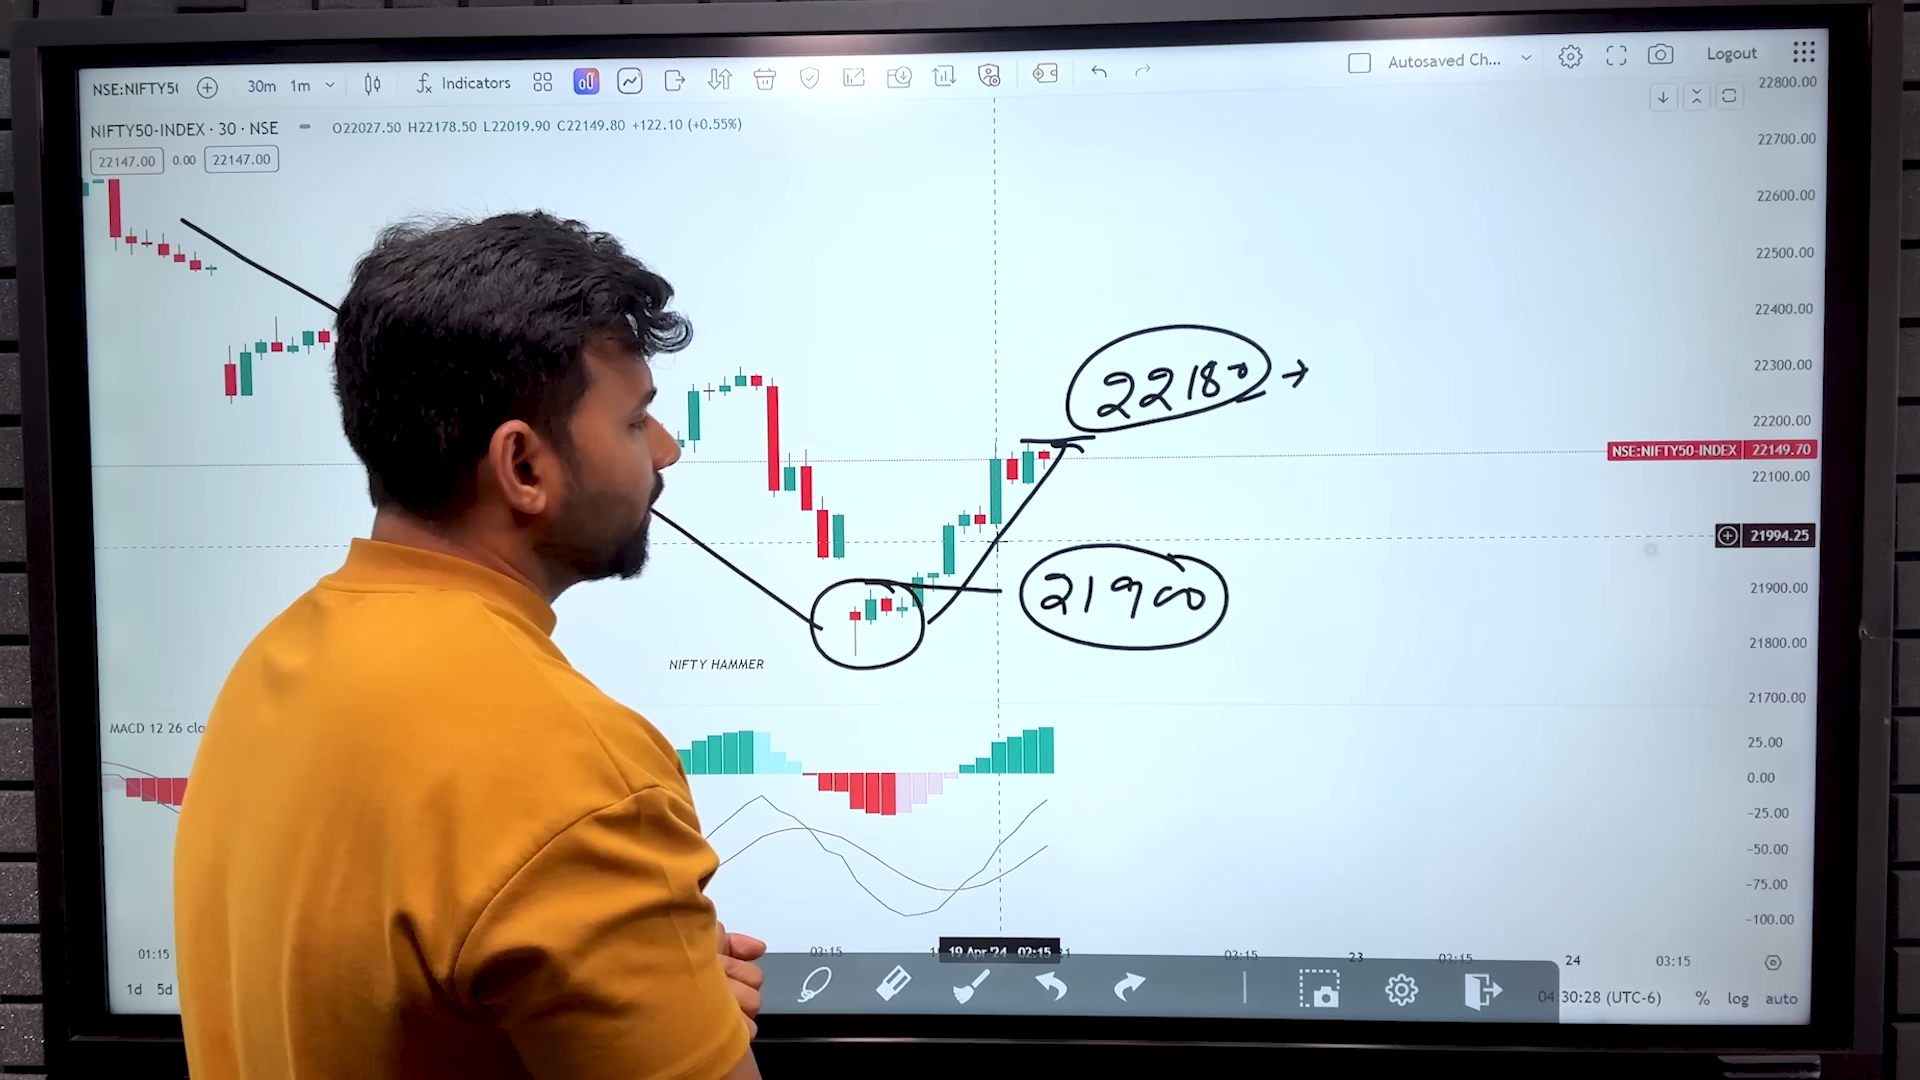 NSE:NIFTY5 30m 1m Indicators Autosaved Ch... Logout
NIFTY50-INDEX · 30 · NSE O22027.50 H22178.50 L22019.90 C22149.80 +122.10 (+0.55%)
22147.00 0.00 22147.00
22800.00
22700.00
22600.00
22500.00
22400.00
22300.00
22180
22200.00
NSE:NIFTY50-INDEX 22149.70
22100.00
21994.25
21900
21900.00
21800.00
NIFTY HAMMER
21700.00
MACD 12 26 clo
25.00
0.00
-25.00
-50.00
-75.00
-100.00
01:15 03:15 19 Apr '24 02:15 03:15 23 03:15 24 03:15
1d 5d 04:30:28 (UTC-6) % log auto